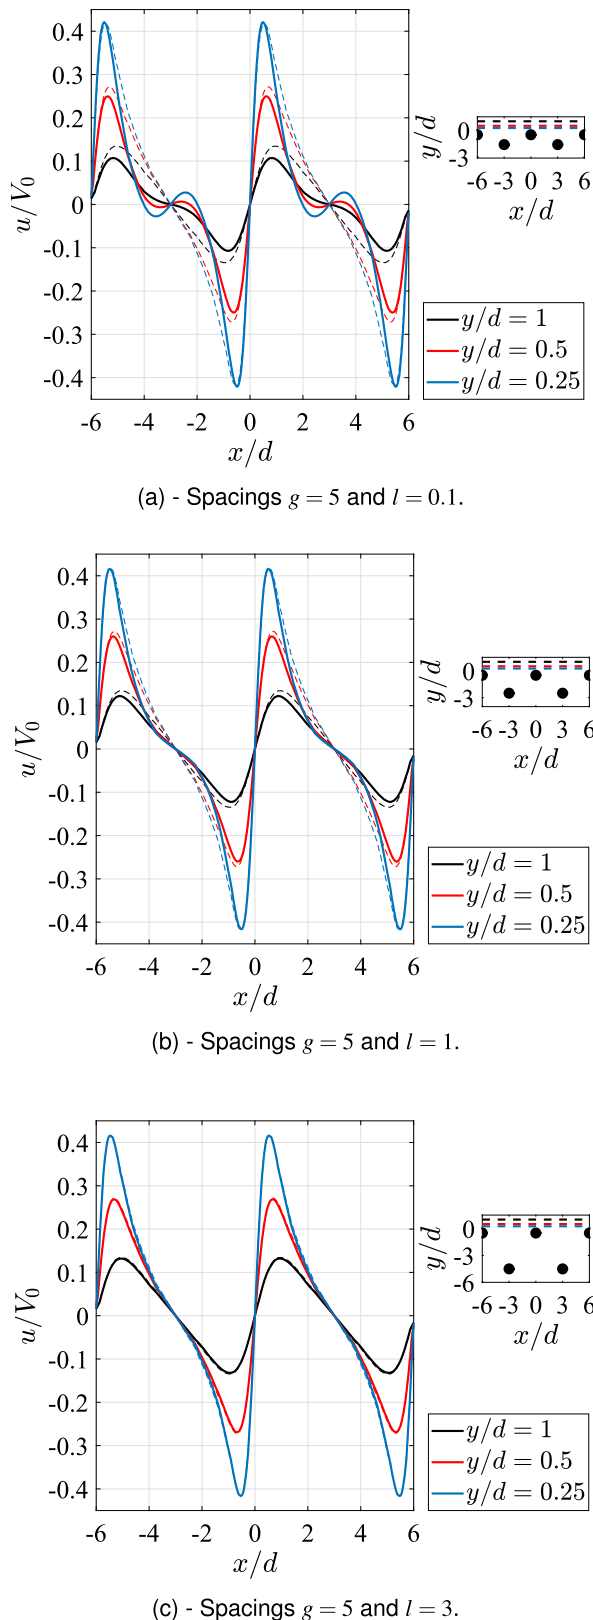 0.4
0.3
0.2
0.1
0
-0.1
-0.2
-0.3
-0.4
u/V0
-6 -4 -2 0 2 4 6
x/d
y/d
0
-3
-6 -3 0 3 6
x/d
y/d = 1
y/d = 0.5
y/d = 0.25
(a) - Spacings g = 5 and l = 0.1.
0.4
0.3
0.2
0.1
0
-0.1
-0.2
-0.3
-0.4
u/V0
-6 -4 -2 0 2 4 6
x/d
y/d
0
-3
-6 -3 0 3 6
x/d
y/d = 1
y/d = 0.5
y/d = 0.25
(b) - Spacings g = 5 and l = 1.
0.4
0.3
0.2
0.1
0
-0.1
-0.2
-0.3
-0.4
u/V0
-6 -4 -2 0 2 4 6
x/d
y/d
0
-3
-6
-6 -3 0 3 6
x/d
y/d = 1
y/d = 0.5
y/d = 0.25
(c) - Spacings g = 5 and l = 3.